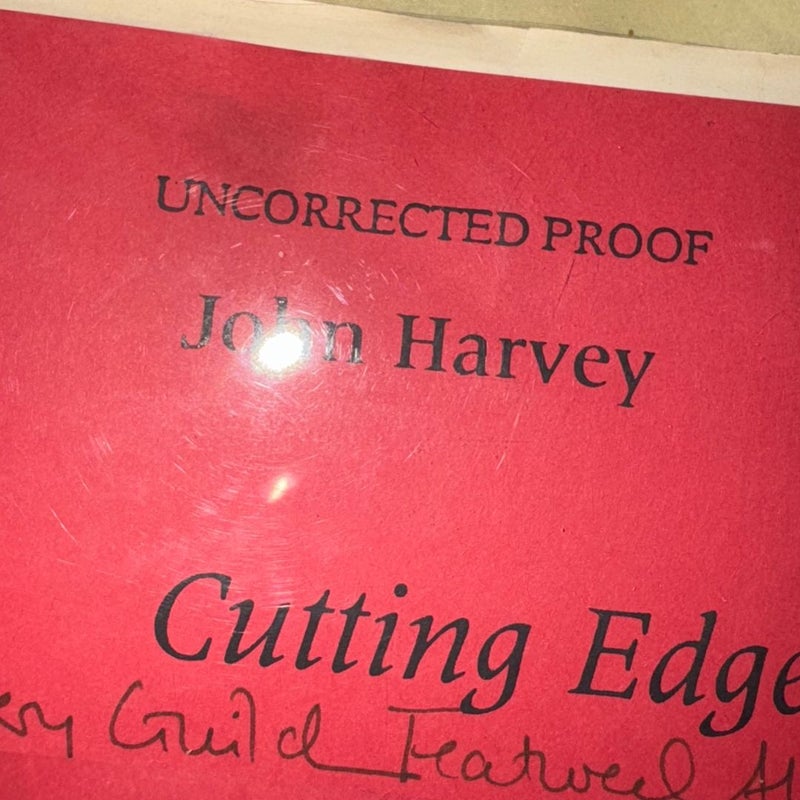 UNCORRECTED PROOF
John Harvey
Cutting Edge
Guild Featured